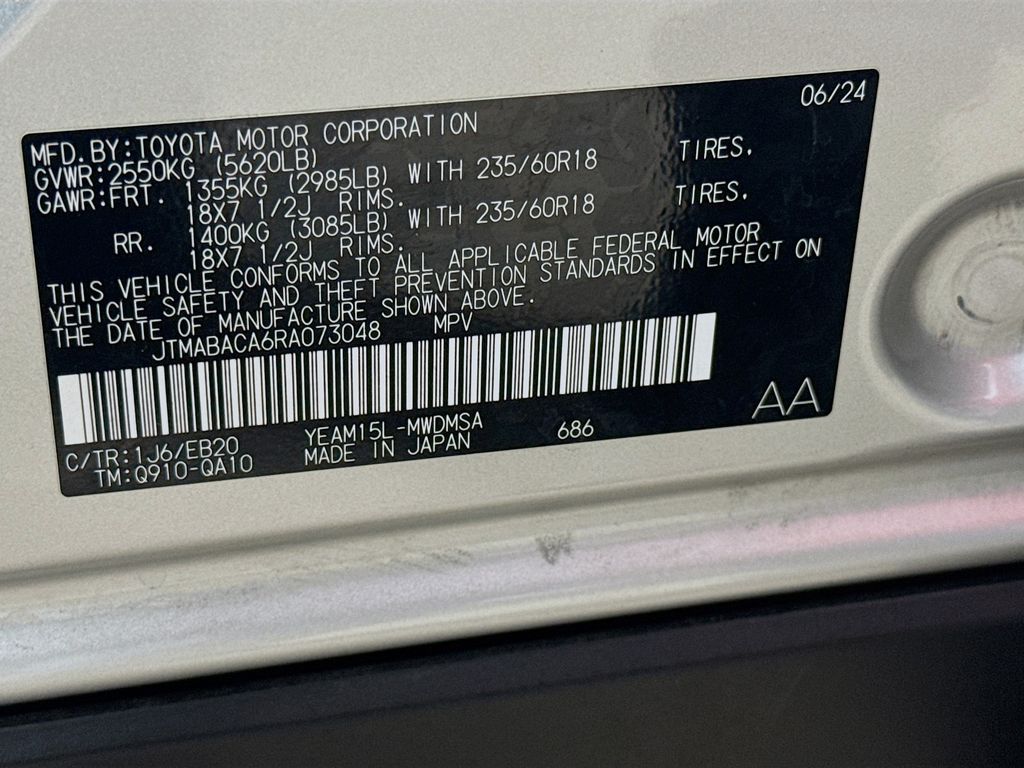 06/24
MFD.BY:TOYOTA MOTOR CORPORATION
GVWR:2550KG (5620LB)
GAWR:FRT. 1355KG (2985LB) WITH 235/60R18 TIRES.
18X7 1/2J RIMS.
RR. 1400KG (3085LB) WITH 235/60R18 TIRES.
18X7 1/2J RIMS.
THIS VEHICLE CONFORMS TO ALL APPLICABLE FEDERAL MOTOR
VEHICLE SAFETY AND THEFT PREVENTION STANDARDS IN EFFECT ON
THE DATE OF MANUFACTURE SHOWN ABOVE.
JTMABACA6RA073048 MPV
C/TR:1J6/EB20 YEAM15L-MWDMSA 686 AA
TM:Q910-QA10 MADE IN JAPAN